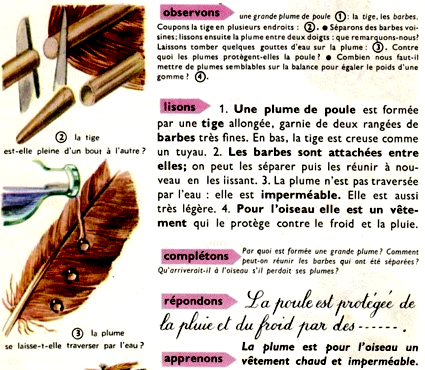 ② la tige
est-elle pleine d'un bout à l'autre ?
③ la plume
se laisse-t-elle traverser par l'eau ?
observons une grande plume de poule ① : la tige, les barbes.
Coupons la tige en plusieurs endroits : ②. ● Séparons des barbes voi-
sines; lissons ensuite la plume entre deux doigts : que remarquons-nous?
Laissons tomber quelques gouttes d'eau sur la plume : ③. Contre
quoi les plumes protègent-elles la poule ? ● Combien nous faut-il
mettre de plumes semblables sur la balance pour égaler le poids d'une
gomme ? ④.
lisons 1. Une plume de poule est formée
par une tige allongée, garnie de deux rangées de
barbes très fines. En bas, la tige est creuse comme
un tuyau. 2. Les barbes sont attachées entre
elles; on peut les séparer puis les réunir à nou-
veau en les lissant. 3. La plume n'est pas traversée
par l'eau : elle est imperméable. Elle est aussi
très légère. 4. Pour l'oiseau elle est un vête-
ment qui le protège contre le froid et la pluie.
complétons Par quoi est formée une grande plume? Comment
peut-on réunir les barbes qui ont été séparées?
Qu'arriverait-il à l'oiseau s'il perdait ses plumes?
répondons La poule est protégée de
la pluie et du froid par des ------.
apprenons La plume est pour l'oiseau un
vêtement chaud et imperméable.